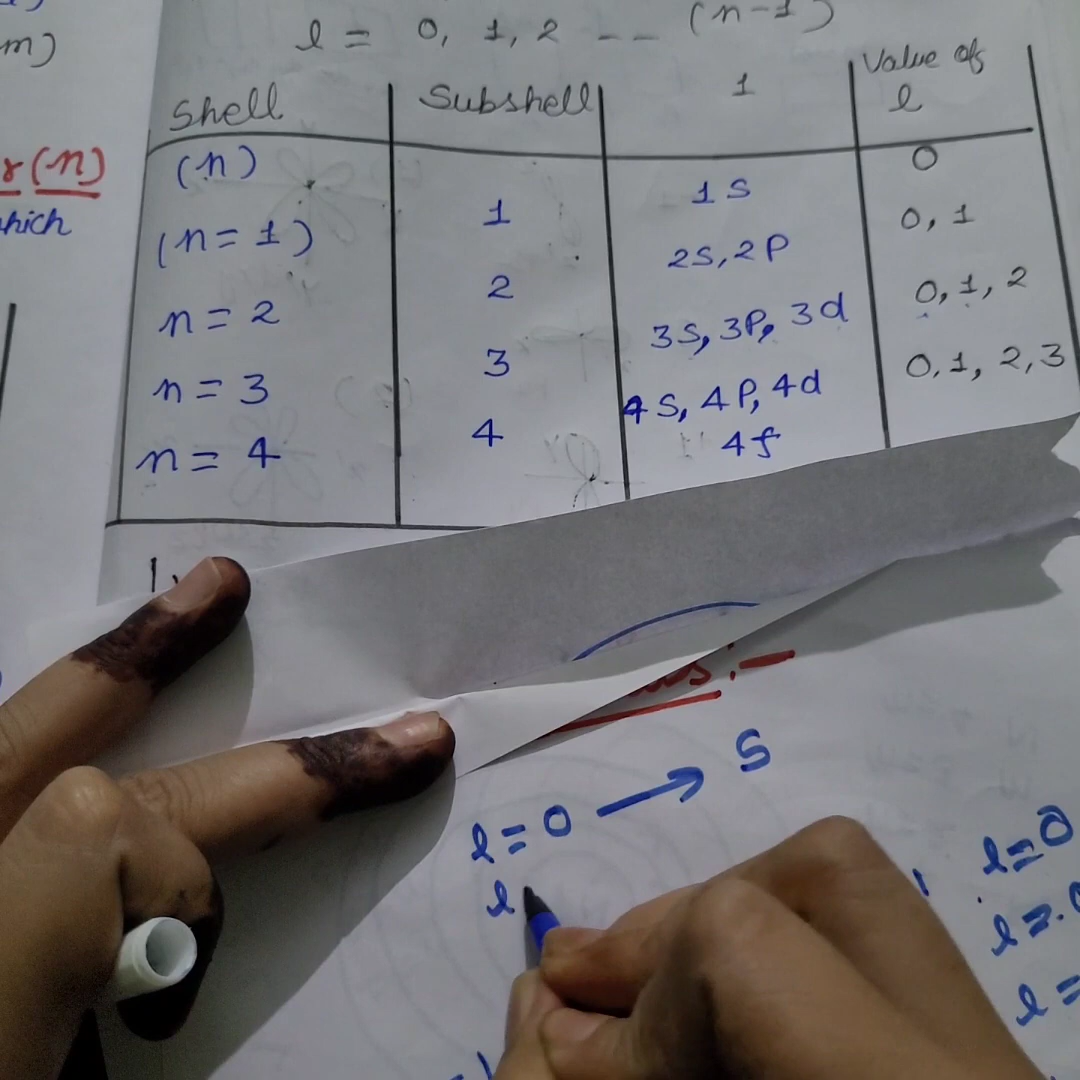 m)
l = 0, 1, 2 -- (n-1)
Shell Subshell 1 Value of l
(n) 0
(n = 1) 1 1s 0, 1
n = 2 2 2s, 2p 0, 1, 2
n = 3 3 3s, 3p, 3d 0, 1, 2, 3
n = 4 4 4s, 4p, 4d
4f
(n)
which
l = 0 → S
l
l = 0
l =
l =